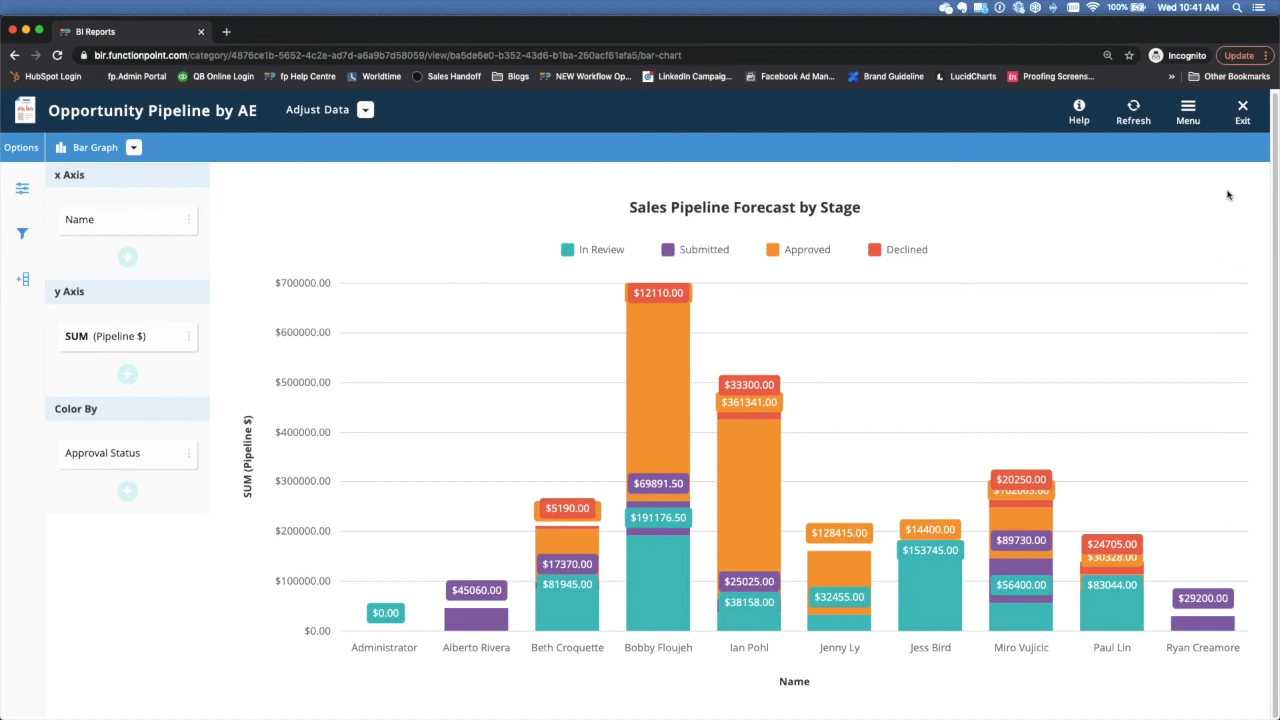 100%
Wed 10:41 AM
BI Reports
bir.functionpoint.com/category/4876ce1b-5652-4c2e-ad7d-a6a9b7d58059/view/ba5de6e0-b352-43d6-b1ba-260acf61afa5/bar-chart
Incognito
Update
HubSpot Login
fp.Admin Portal
QB Online Login
fp Help Centre
Worldtime
Sales Handoff
Blogs
NEW Workflow Op...
LinkedIn Campaig...
Facebook Ad Man...
Brand Guideline
LucidCharts
Proofing Screens...
»
Other Bookmarks
Opportunity Pipeline by AE
Adjust Data
Help
Refresh
Menu
Exit
Options
Bar Graph
x Axis
Name
y Axis
SUM (Pipeline $)
Color By
Approval Status
Sales Pipeline Forecast by Stage
In Review
Submitted
Approved
Declined
SUM (Pipeline $)
$700000.00
$600000.00
$500000.00
$400000.00
$300000.00
$200000.00
$100000.00
$0.00
$0.00
$45060.00
$5190.00
$17370.00
$81945.00
$12110.00
$69891.50
$191176.50
$33300.00
$361341.00
$25025.00
$38158.00
$128415.00
$32455.00
$14400.00
$153745.00
$20250.00
$89730.00
$56400.00
$24705.00
$30328.00
$83044.00
$29200.00
Administrator
Alberto Rivera
Beth Croquette
Bobby Floujeh
Ian Pohl
Jenny Ly
Jess Bird
Miro Vujicic
Paul Lin
Ryan Creamore
Name